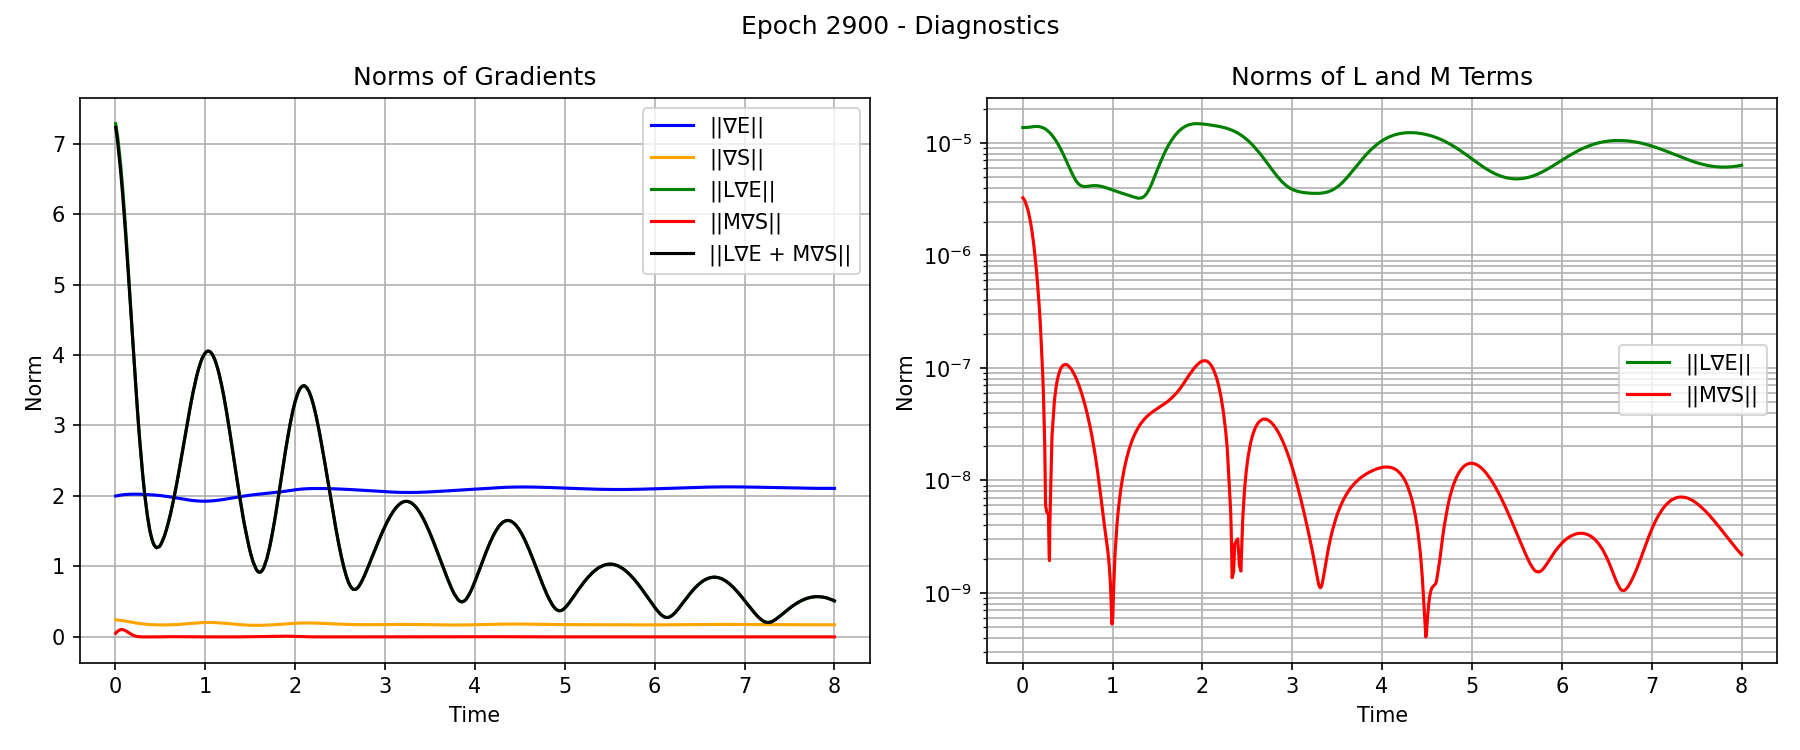 Epoch 2900 - Diagnostics
Norms of Gradients
Norm
7
6
5
4
3
2
1
0
||∇E||
||∇S||
||L∇E||
||M∇S||
||L∇E + M∇S||
0 1 2 3 4 5 6 7 8
Time
Norms of L and M Terms
Norm
10⁻⁵
10⁻⁶
10⁻⁷
10⁻⁸
10⁻⁹
||L∇E||
||M∇S||
0 1 2 3 4 5 6 7 8
Time